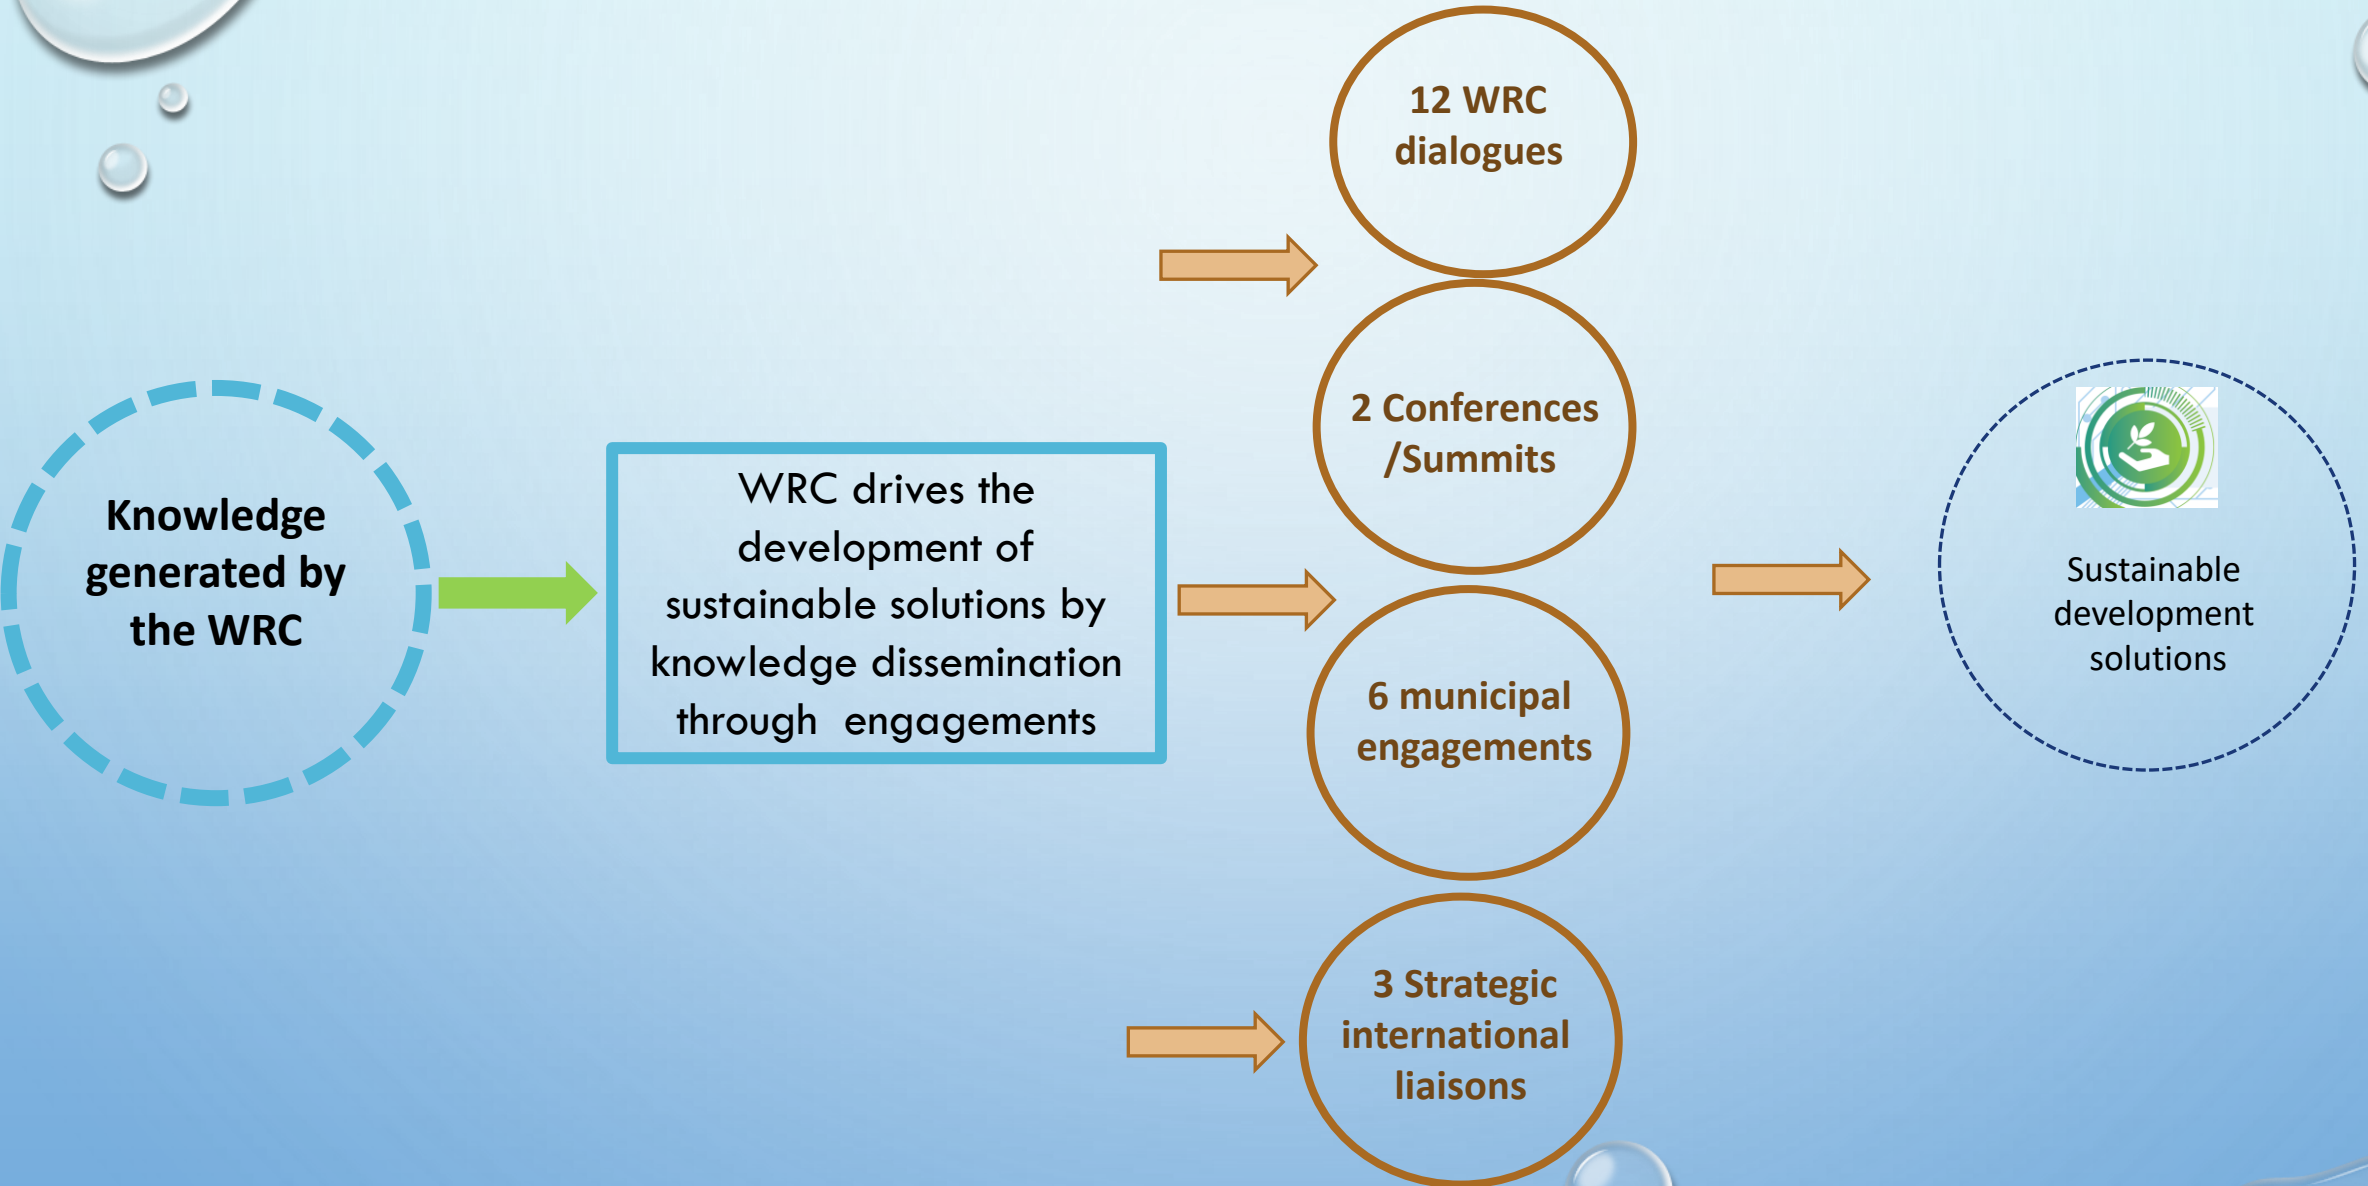 Knowledge
generated by
the WRC
WRC drives the
development of
sustainable solutions by
knowledge dissemination
through  engagements
12 WRC
dialogues
2 Conferences
/Summits
6 municipal
engagements
3 Strategic
international
liaisons
Sustainable
development
solutions